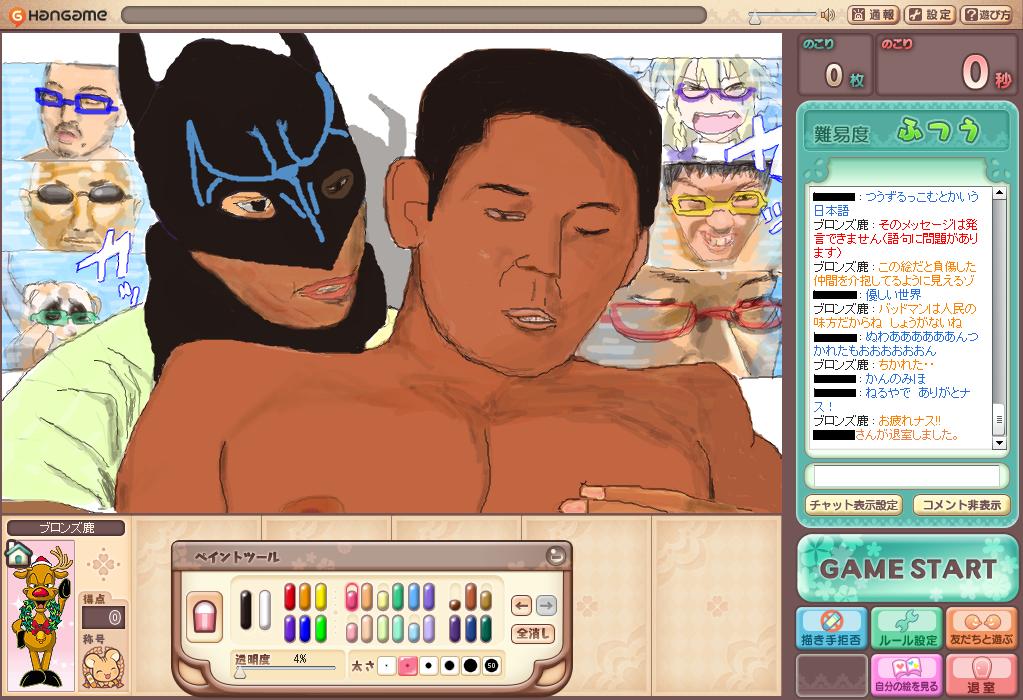 HANGAME
通報
設定
遊び方
のこり
0枚
のこり
0秒
難易度 ふつう
:つうずるっこむとかいう
日本語
ブロンズ鹿:そのメッセージは発
言できません(語句に問題があり
ます)
ブロンズ鹿:この絵だと負傷した
仲間を介抱してるように見えるゾ
:優しい世界
ブロンズ鹿:バッドマンは人民の
味方だからね しょうがないね
:ぬわああああああんつ
かれたもおおおおおおん
ブロンズ鹿:ちかれた・・
:かんのみほ
:ねるやで ありがとナ
ス!
ブロンズ鹿:お疲れナス!!
さんが退室しました。
チャット表示設定
コメント非表示
GAME START
描き手拒否
ルール設定
友だちと遊ぶ
自分の絵を見る
退室
ガッ
ガッ
ブロンズ鹿
得点
0
称号
ペイントツール
全消し
透明度 4%
太さ
50